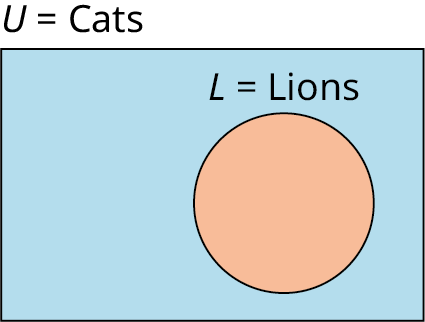 U = Cats
L = Lions